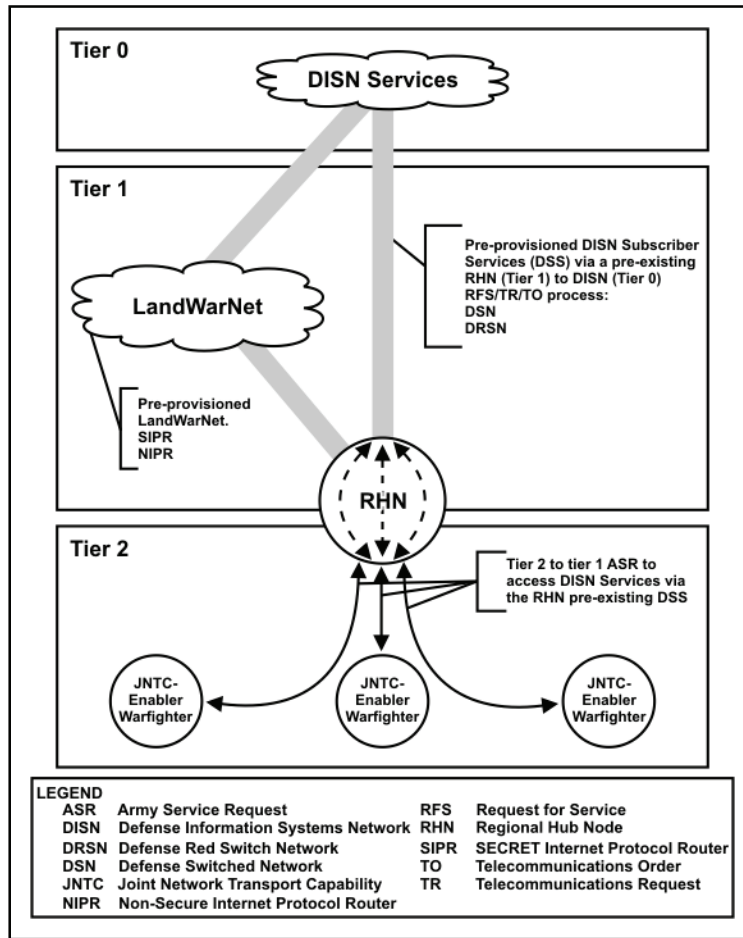 Tier 0
DISN Services
Tier 1
Pre-provisioned DISN Subscriber
Services (DSS) via a pre-existing
RHN (Tier 1) to DISN (Tier 0)
RFS/TR/TO process:
DSN
DRSN
LandWarNet
Pre-provisioned
LandWarNet.
SIPR
NIPR
RHN
Tier 2
Tier 2 to tier 1 ASR to
access DISN Services via
the RHN pre-existing DSS
JNTC-
Enabler
Warfighter
JNTC-
Enabler
Warfighter
JNTC-
Enabler
Warfighter
LEGEND
ASR Army Service Request
DISN Defense Information Systems Network
DRSN Defense Red Switch Network
DSN Defense Switched Network
JNTC Joint Network Transport Capability
NIPR Non-Secure Internet Protocol Router
RFS Request for Service
RHN Regional Hub Node
SIPR SECRET Internet Protocol Router
TO Telecommunications Order
TR Telecommunications Request